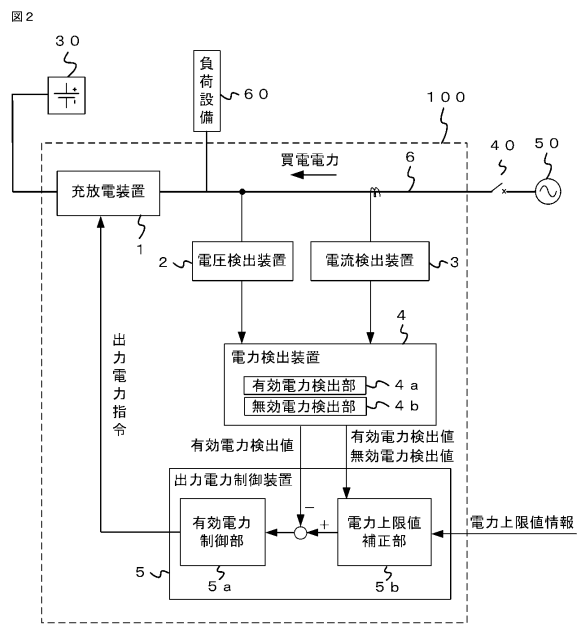 図2
30
負荷設備
60
100
買電電力
6
40
50
充放電装置
1
2
電圧検出装置
電流検出装置
3
4
電力検出装置
有効電力検出部
4a
無効電力検出部
4b
出力電力指令
有効電力検出値
有効電力検出値
無効電力検出値
出力電力制御装置
有効電力
制御部
−
+
電力上限値
補正部
電力上限値情報
5
5a
5b